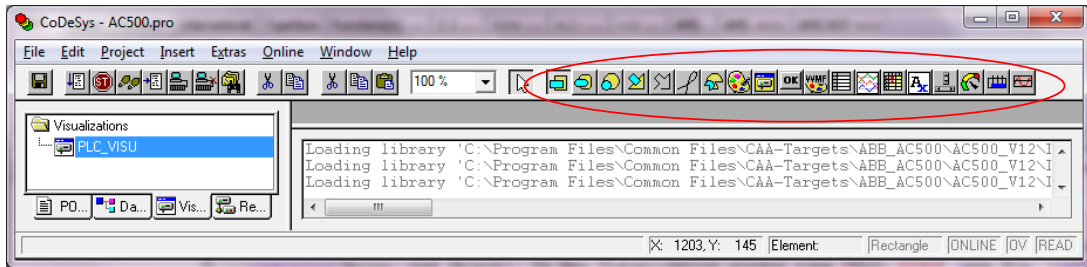 CoDeSys - AC500.pro
File Edit Project Insert Extras Online Window Help
100 %
OK
Visualizations
PLC_VISU
Loading library 'C:\Program Files\Common Files\CAA-Targets\ABB_AC500\AC500_V12\I
Loading library 'C:\Program Files\Common Files\CAA-Targets\ABB_AC500\AC500_V12\I
Loading library 'C:\Program Files\Common Files\CAA-Targets\ABB_AC500\AC500_V12\I
PO... Da... Vis... Re...
X: 1203, Y: 145 Element: Rectangle ONLINE OV READ